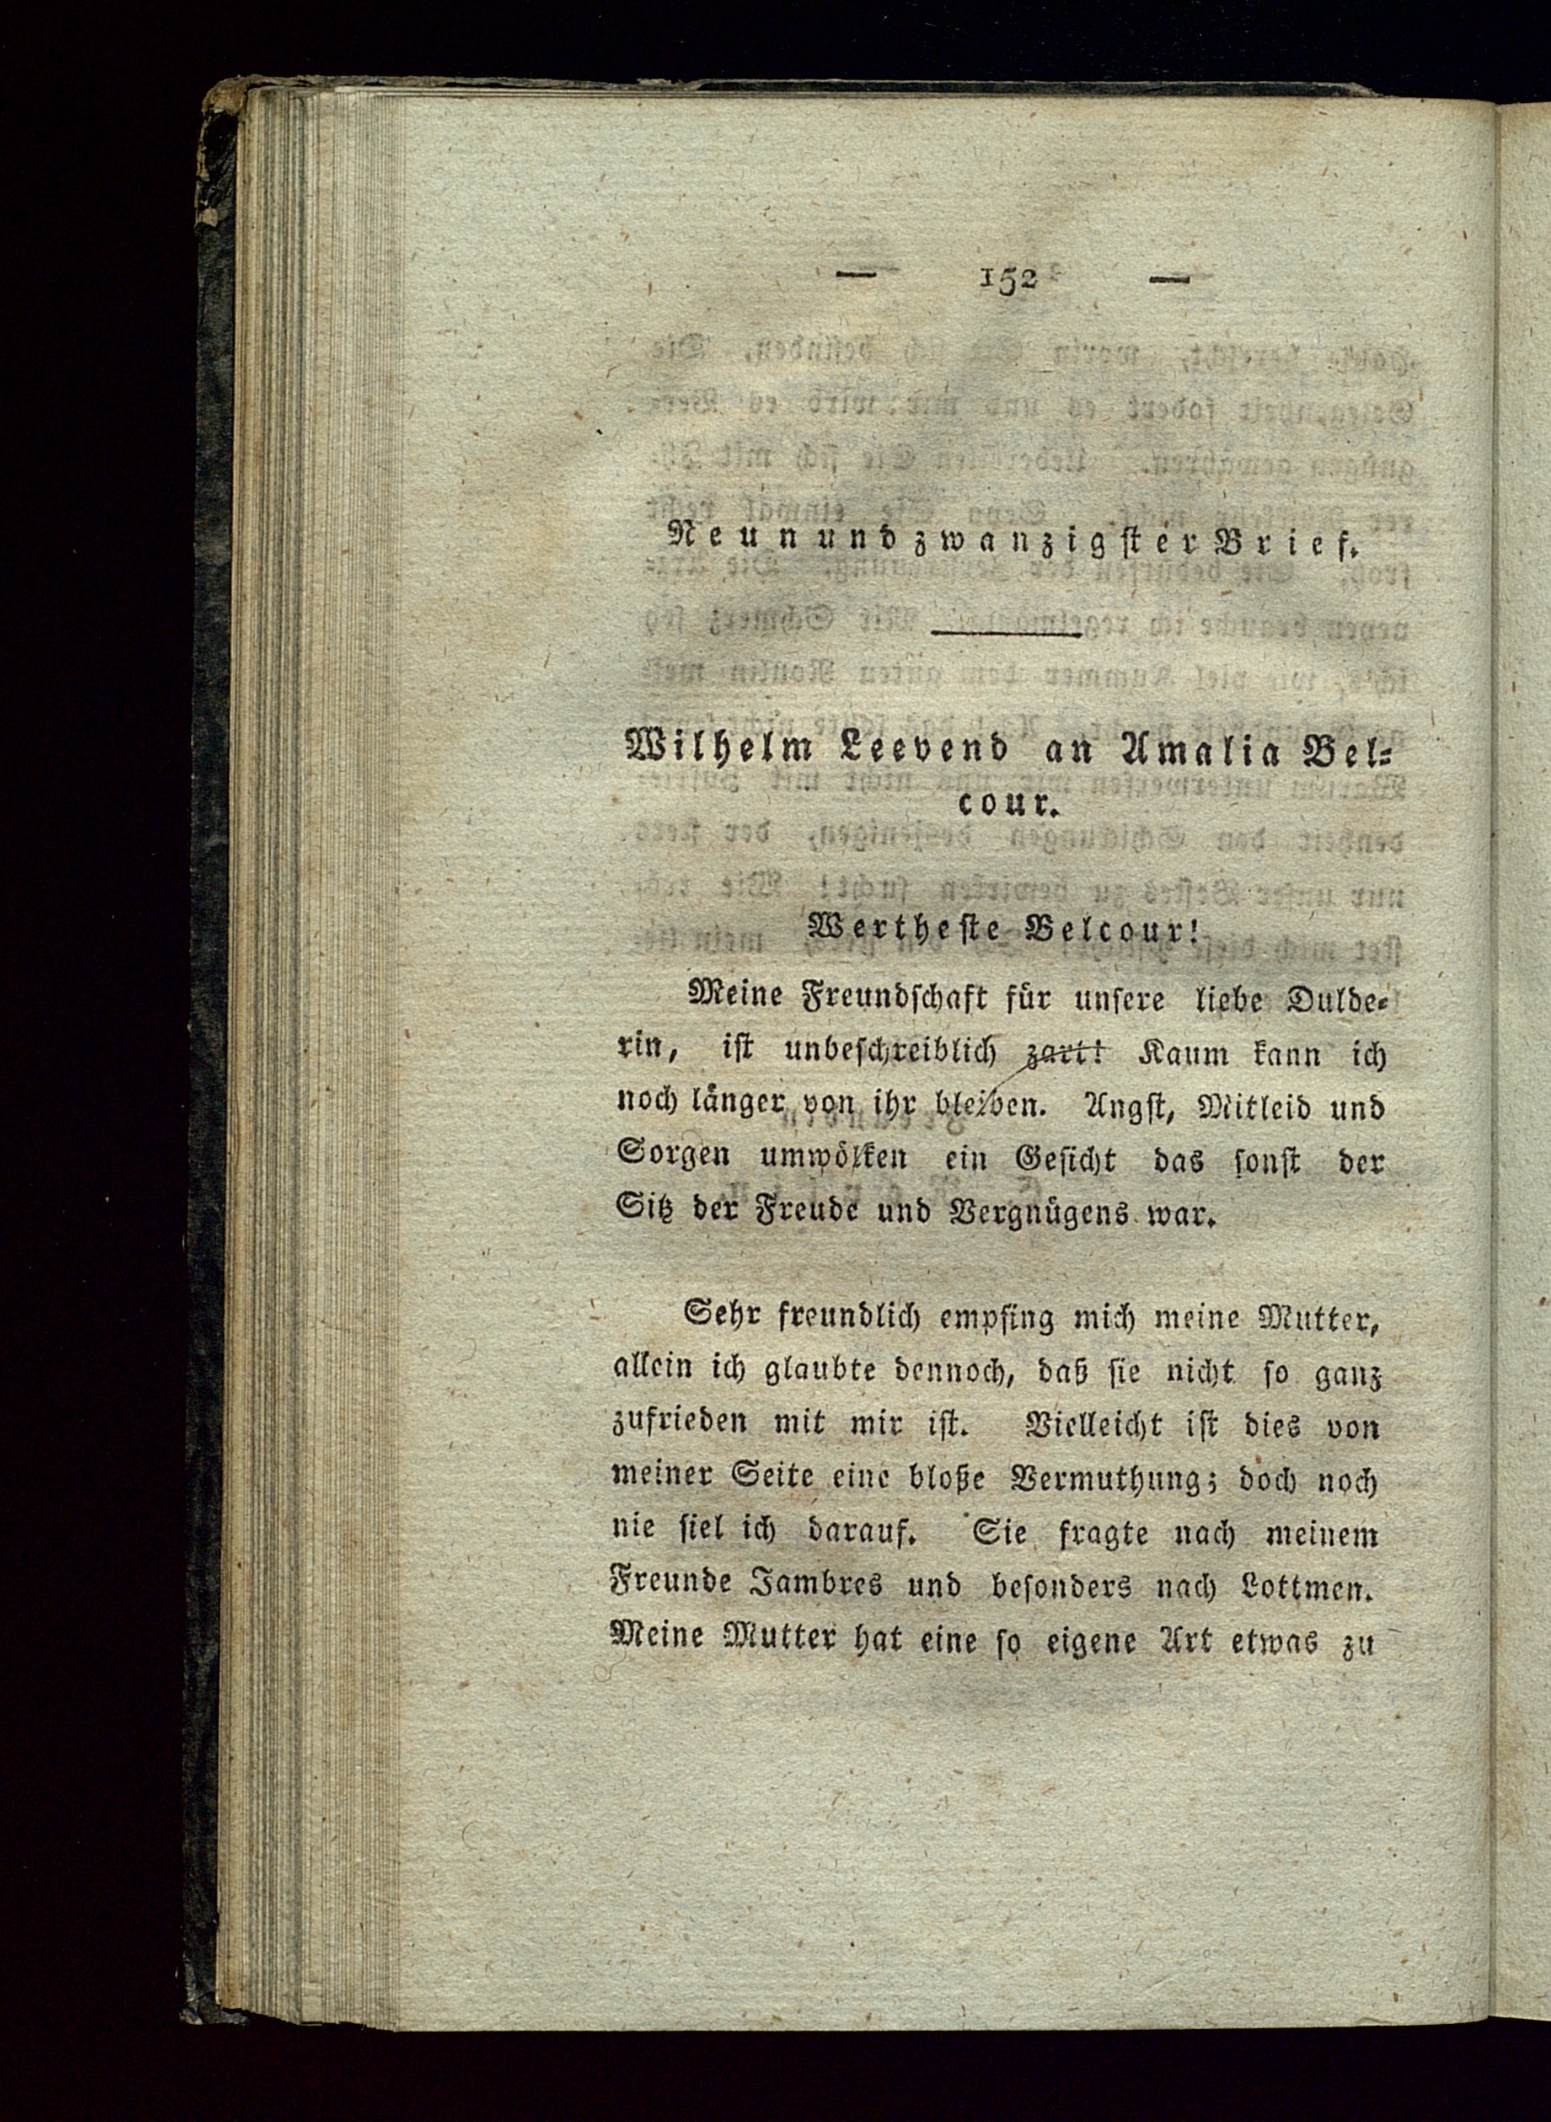 — 152 —
Neunundzwanzigster Brief.
Wilhelm Leevend an Amalia Bel-
cour.
Wertheste Belcour!
Meine Freundschaft für unsere liebe Dulde-
rin, ist unbeschreiblich zart! Kaum kann ich
noch länger von ihr bleiben. Angst, Mitleid und
Sorgen umwölken ein Gesicht das sonst der
Sitz der Freude und Vergnügens war.
Sehr freundlich empfing mich meine Mutter,
allein ich glaubte dennoch, daß sie nicht so ganz
zufrieden mit mir ist. Vielleicht ist dies von
meiner Seite eine bloße Vermuthung; doch noch
nie fiel ich darauf. Sie fragte nach meinem
Freunde Jambres und besonders nach Lottmen.
Meine Mutter hat eine so eigene Art etwas zu